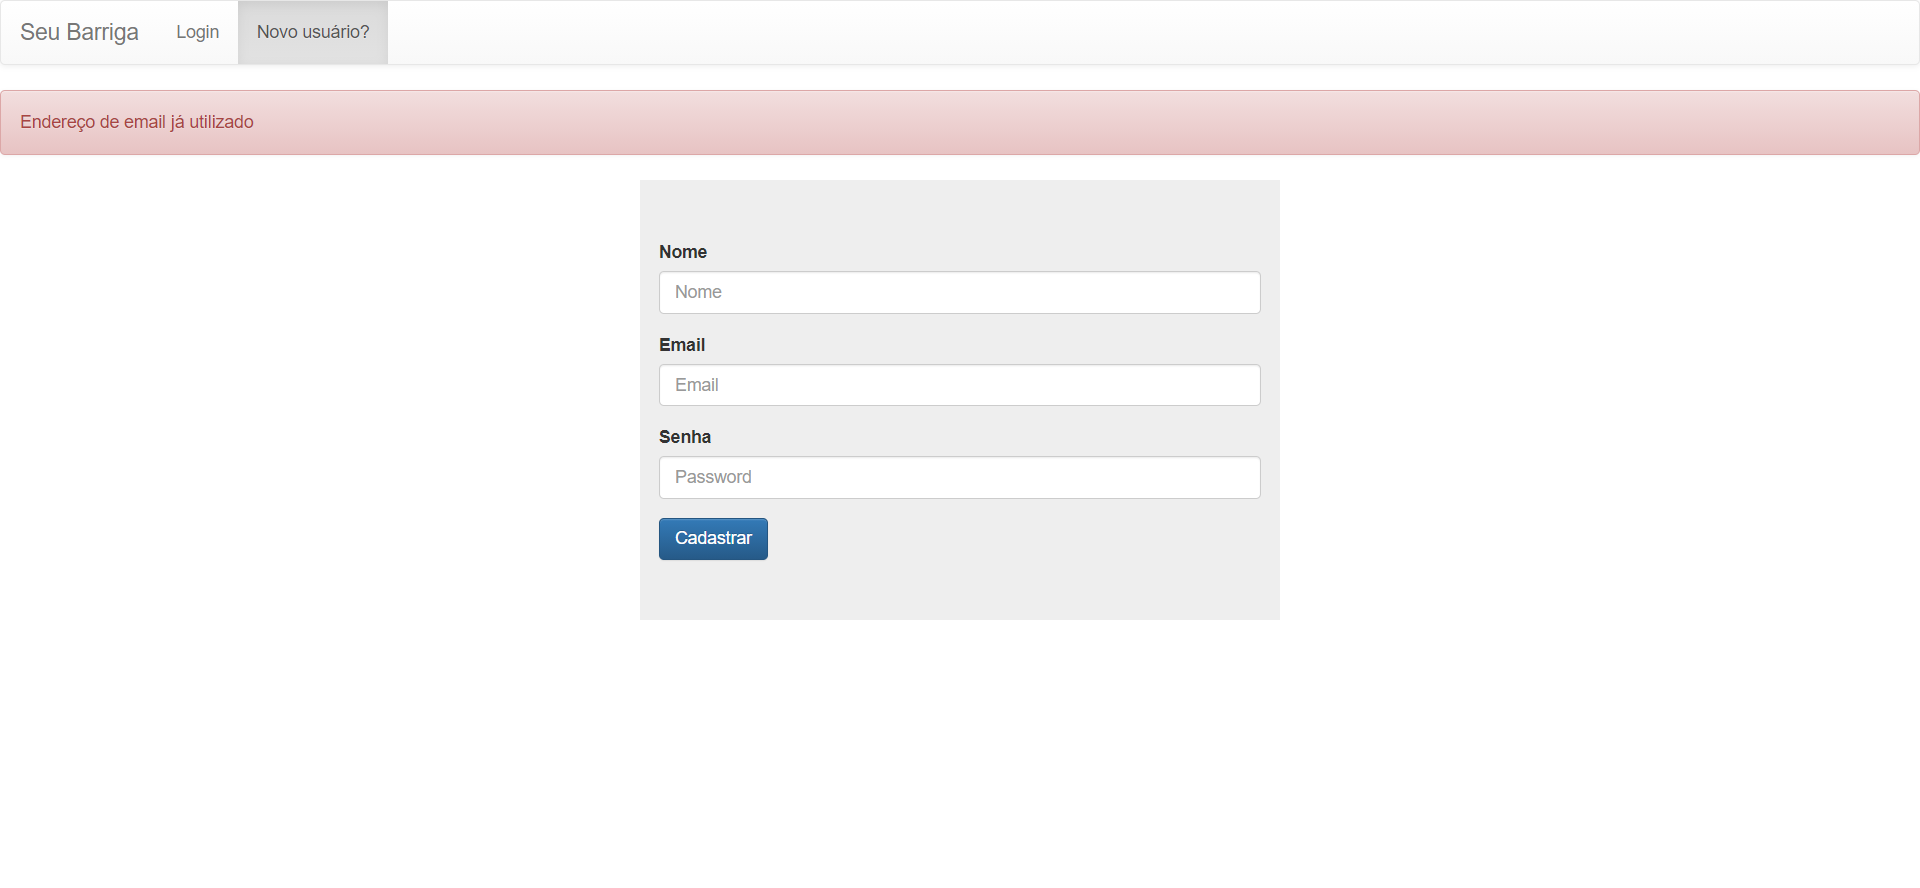 Seu Barriga Login Novo usuário?
Endereço de email já utilizado
Nome
Nome
Email
Email
Senha
Password
Cadastrar